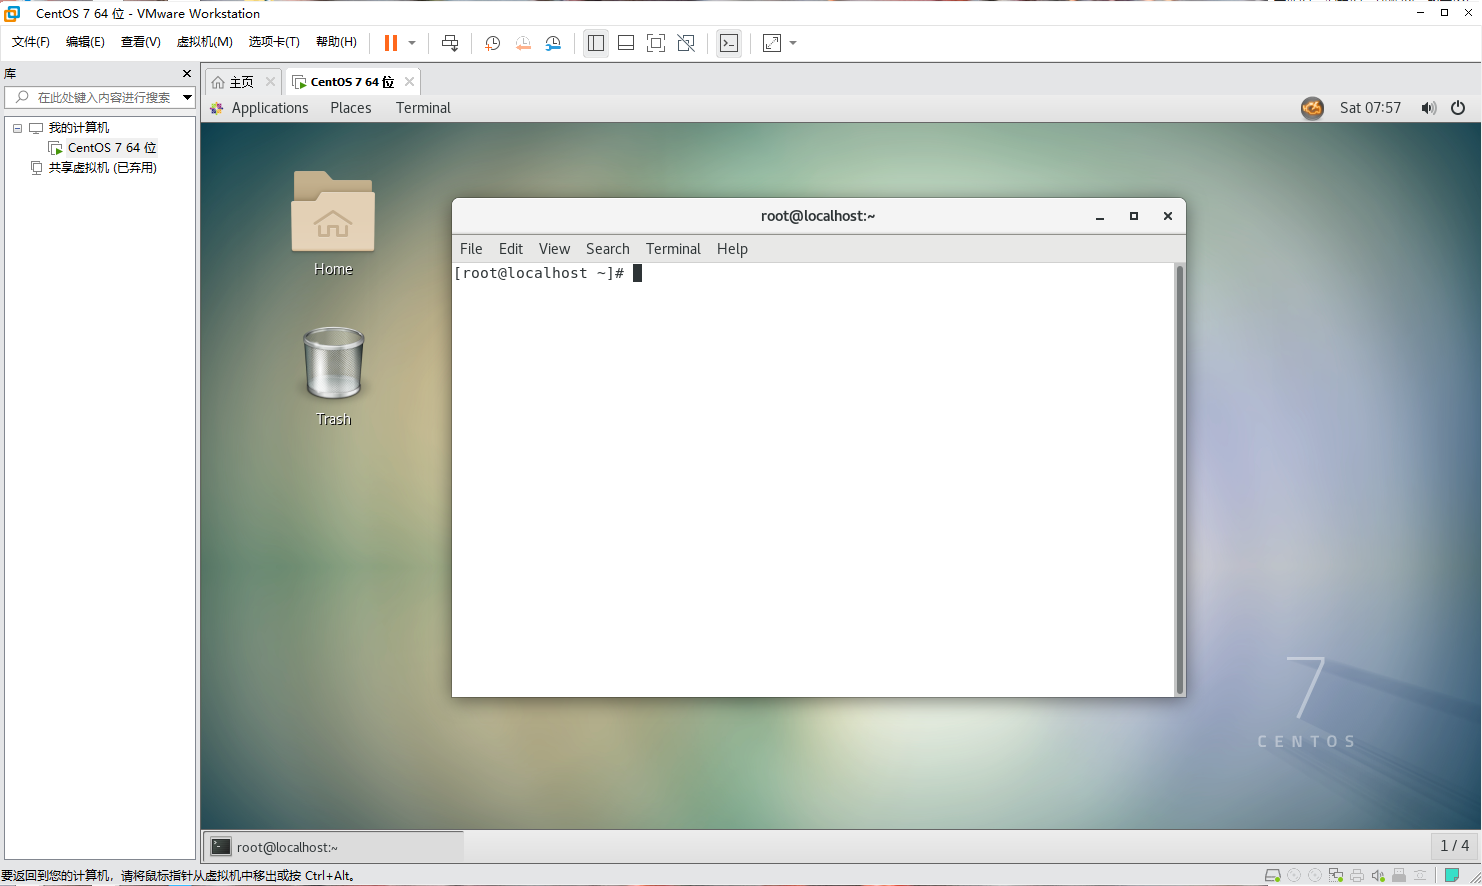 CentOS 7 64 位 - VMware Workstation
文件(F) 编辑(E) 查看(V) 虚拟机(M) 选项卡(T) 帮助(H)
库
在此处键入内容进行搜索
我的计算机
CentOS 7 64 位
共享虚拟机 (已弃用)
主页 CentOS 7 64 位
Applications Places Terminal Sat 07:57
Home
Trash
root@localhost:~
File Edit View Search Terminal Help
[root@localhost ~]#
7
CENTOS
root@localhost:~ 1 / 4
要返回到您的计算机，请将鼠标指针从虚拟机中移出或按 Ctrl+Alt。